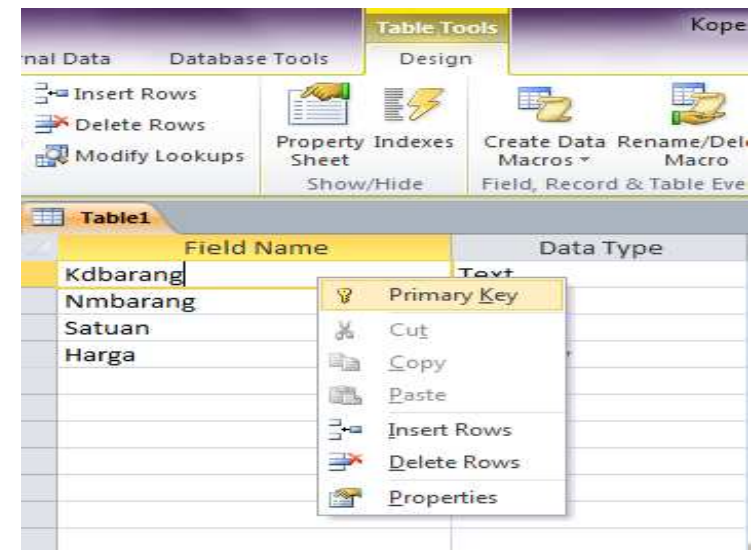 Table Tools
Kope
nal Data Database Tools Design
Insert Rows
Delete Rows
Modify Lookups
Property Sheet
Indexes
Show/Hide
Create Data Macros
Rename/Del Macro
Field, Record & Table Eve
Table1
Field Name Data Type
Kdbarang Text
Nmbarang
Satuan
Harga
Primary Key
Cut
Copy
Paste
Insert Rows
Delete Rows
Properties